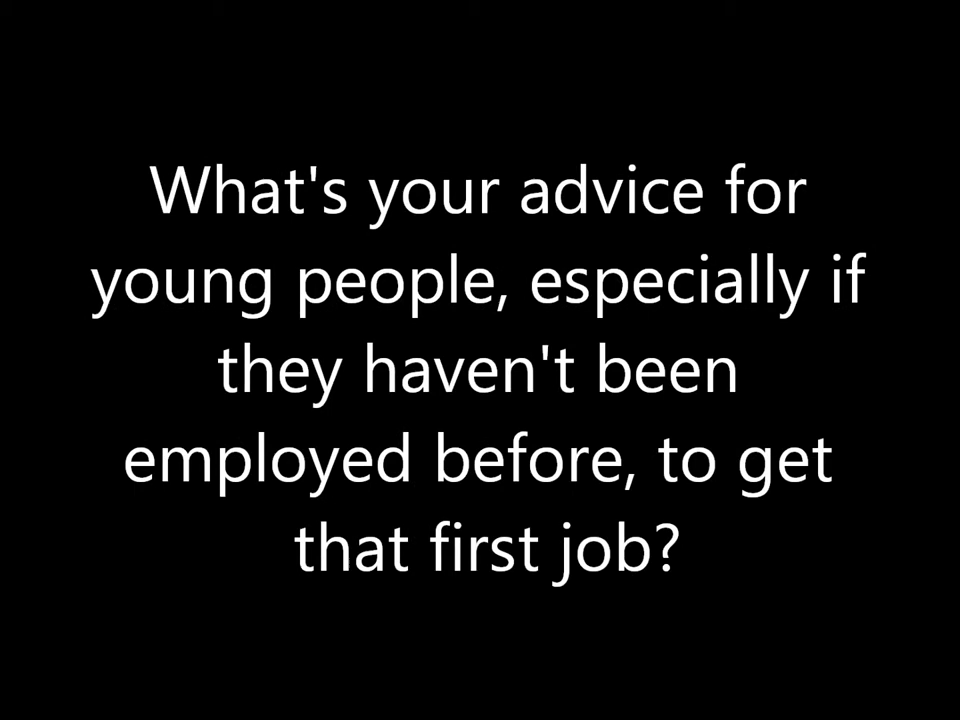 What's your advice for
young people, especially if
they haven't been
employed before, to get
that first job?